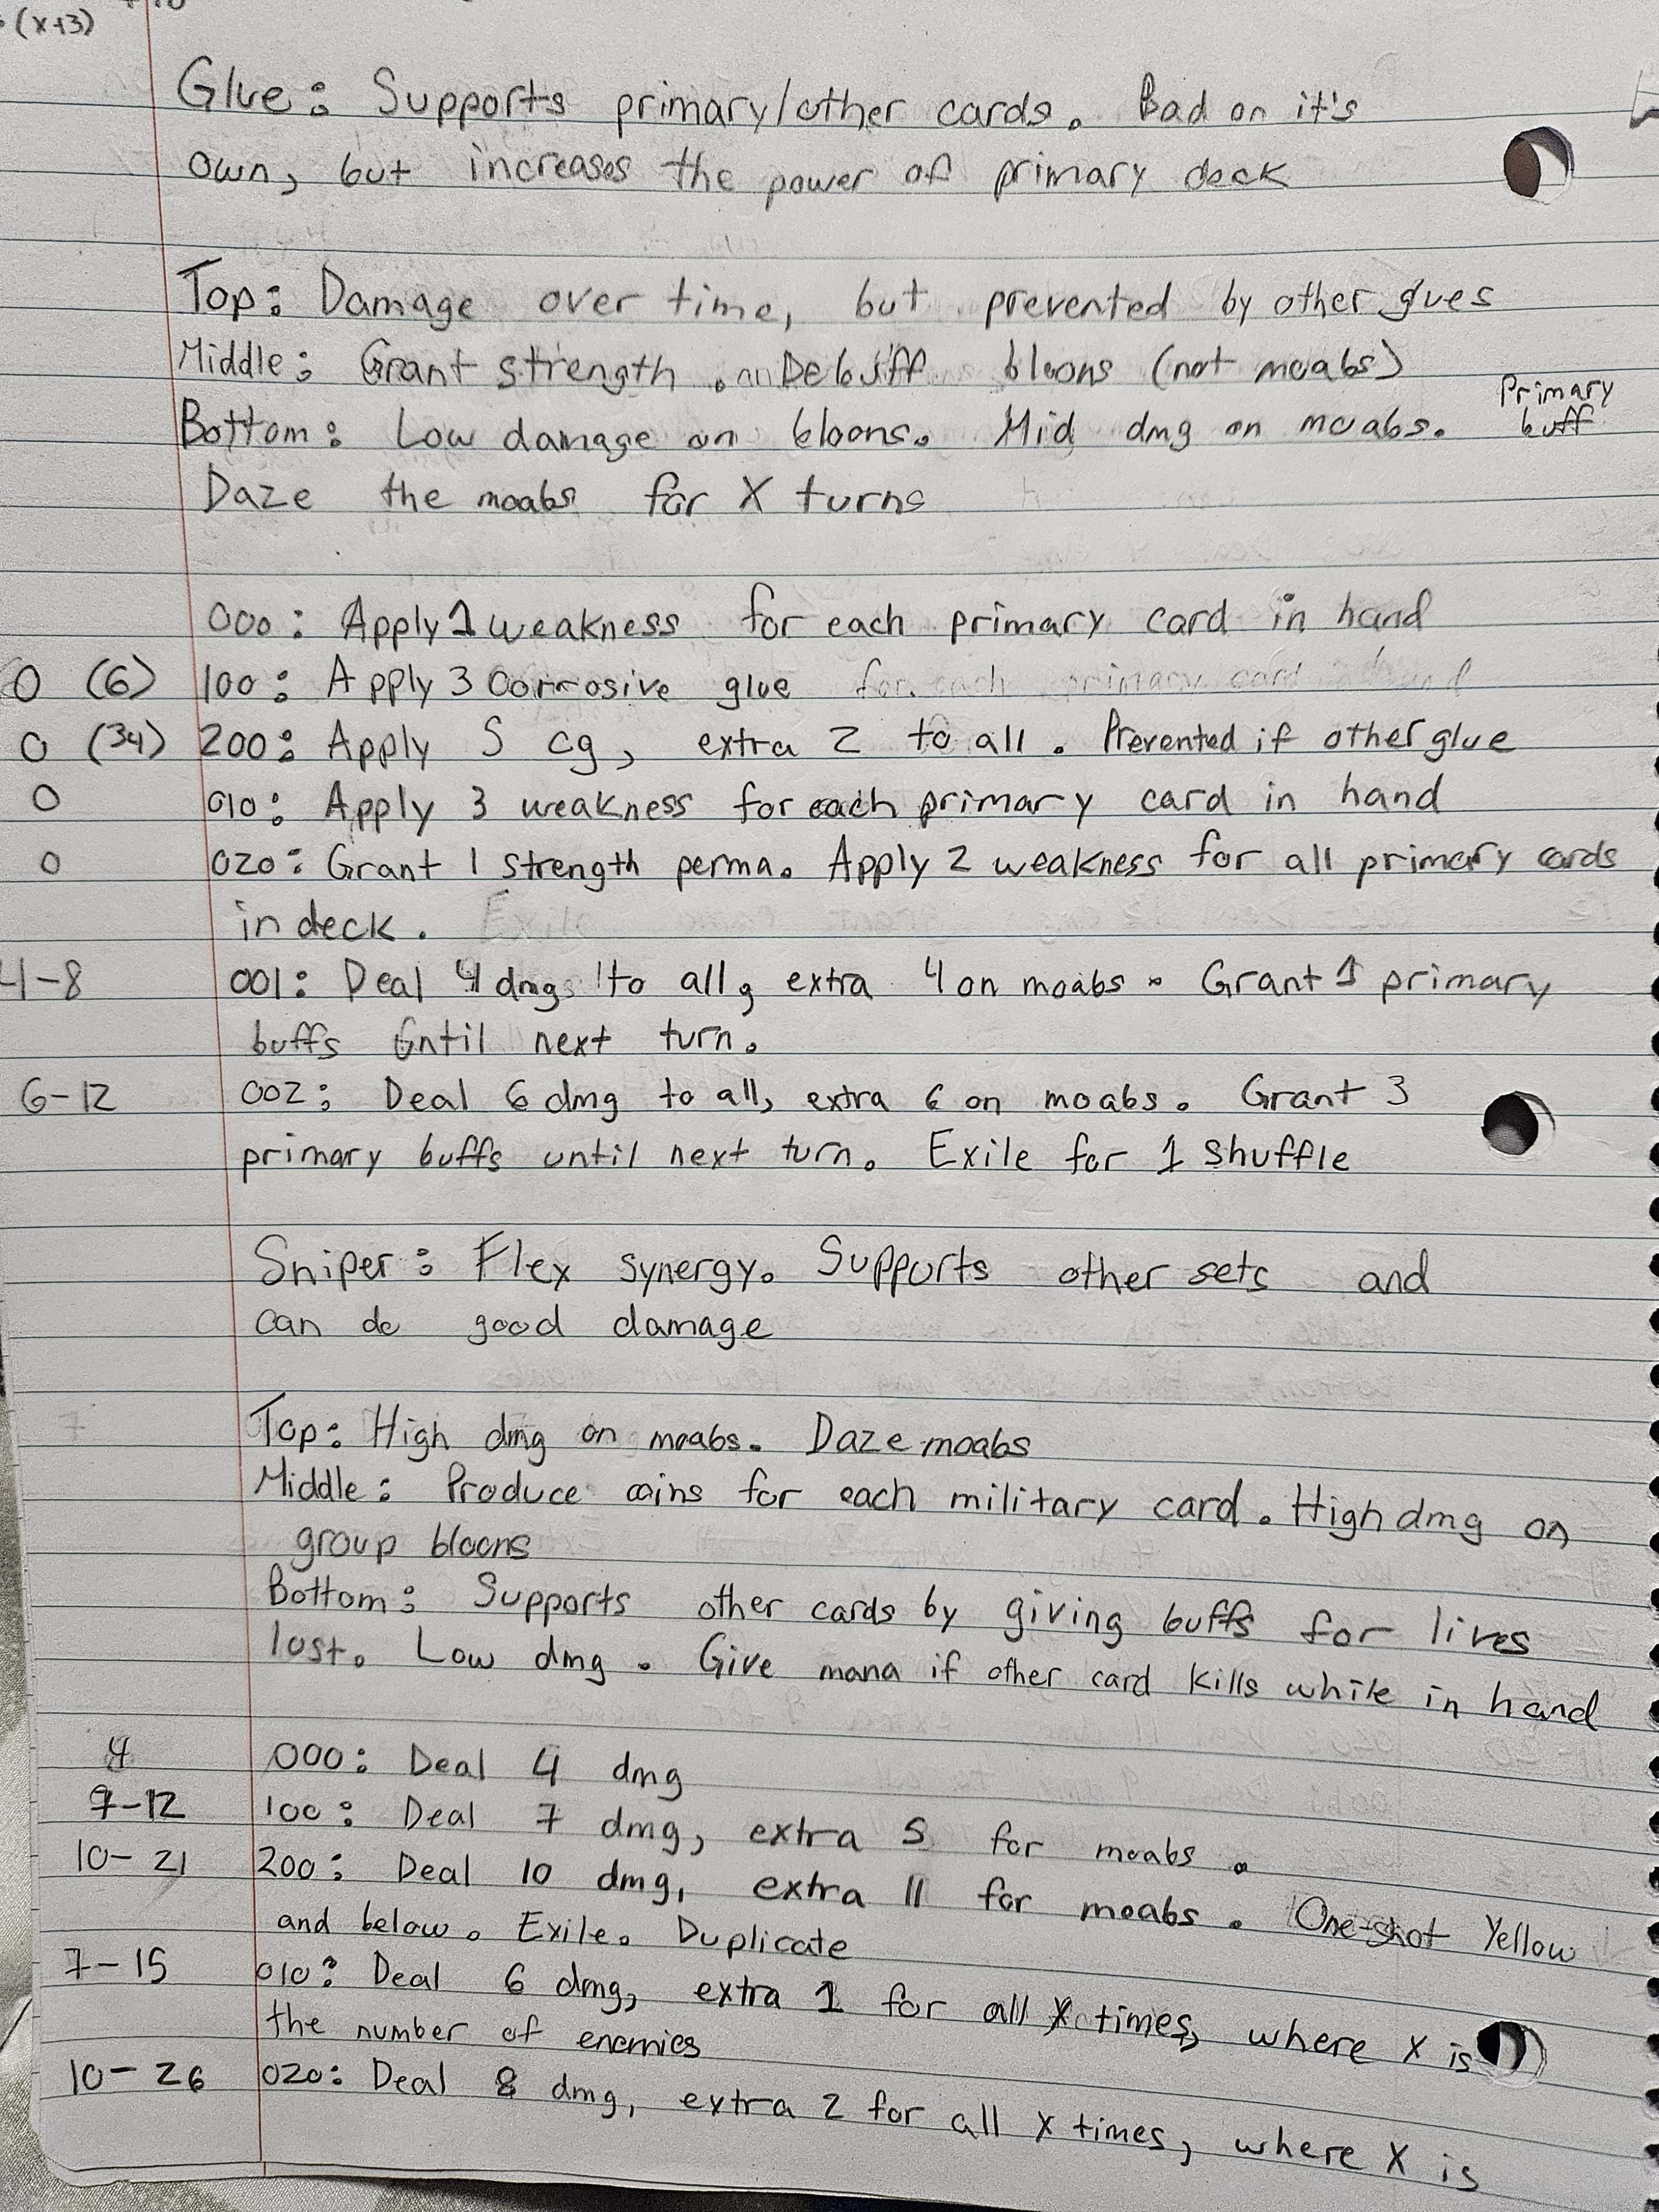 (x+3)
Glue: Supports primary/other cards. Bad on it's
own, but increases the power of primary deck
Top: Damage over time, but prevented by other glues
Middle: Grant strength. Debuff bloons (not moabs)
Primary
buff
Bottom: Low damage on bloons. Mid dmg on moabs.
Daze the moabs for X turns
000: Apply 1 weakness for each primary card in hand
0 (6) 100: Apply 3 Corrosive glue
0 (34) 200: Apply 5 cg, extra 2 to all. Prevented if other glue
0 010: Apply 3 weakness for each primary card in hand
0 020: Grant 1 strength perma. Apply 2 weakness for all primary cards
in deck.
4-8 001: Deal 4 dmg to all, extra 4 on moabs. Grant 1 primary
buffs until next turn.
6-12 002: Deal 6 dmg to all, extra 6 on moabs. Grant 3
primary buffs until next turn. Exile for 1 shuffle
Sniper: Flex synergy. Supports other sets and
can do good damage
Top: High dmg on moabs. Daze moabs
Middle: Produce coins for each military card. High dmg on
group bloons
Bottom: Supports other cards by giving buffs for lives
lost. Low dmg. Give mana if other card kills while in hand
4 000: Deal 4 dmg
7-12 100: Deal 7 dmg, extra 5 for moabs.
10-21 200: Deal 10 dmg, extra 11 for moabs. One-shot Yellow
and below. Exile. Duplicate
7-15 010: Deal 6 dmg, extra 1 for all X times, where X is
the number of enemies
10-26 020: Deal 8 dmg, extra 2 for all X times, where X is